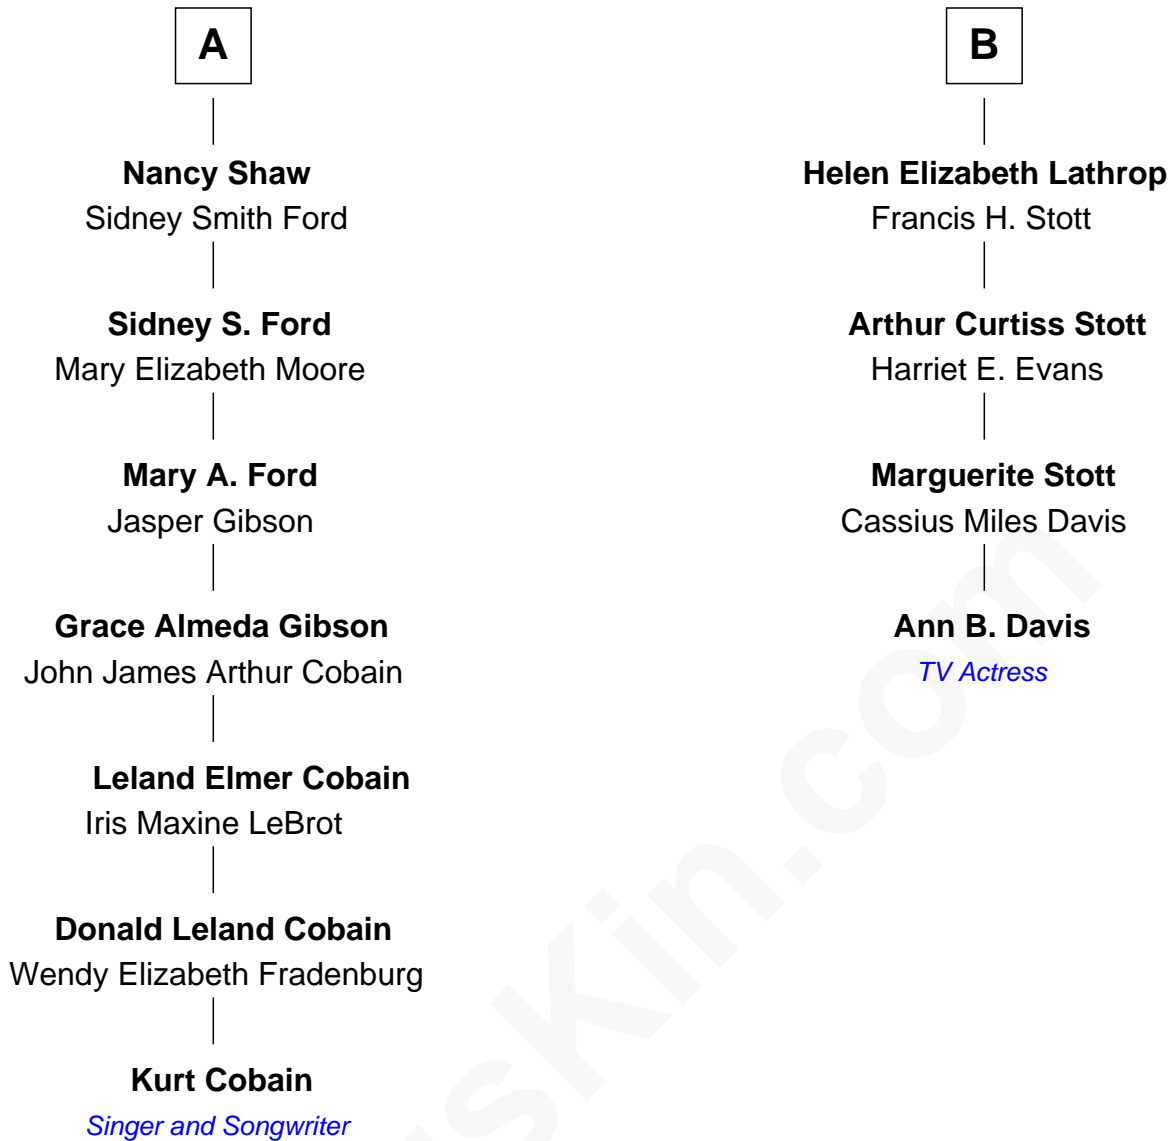 A
Nancy Shaw
Sidney Smith Ford
Sidney S. Ford
Mary Elizabeth Moore
Mary A. Ford
Jasper Gibson
Grace Almeda Gibson
John James Arthur Cobain
Leland Elmer Cobain
Iris Maxine LeBrot
Donald Leland Cobain
Wendy Elizabeth Fradenburg
Kurt Cobain
Singer and Songwriter
B
Helen Elizabeth Lathrop
Francis H. Stott
Arthur Curtiss Stott
Harriet E. Evans
Marguerite Stott
Cassius Miles Davis
Ann B. Davis
TV Actress